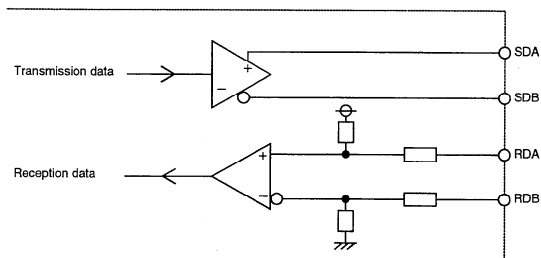 Transmission data
+
−
SDA
SDB
Reception data
+
−
RDA
RDB